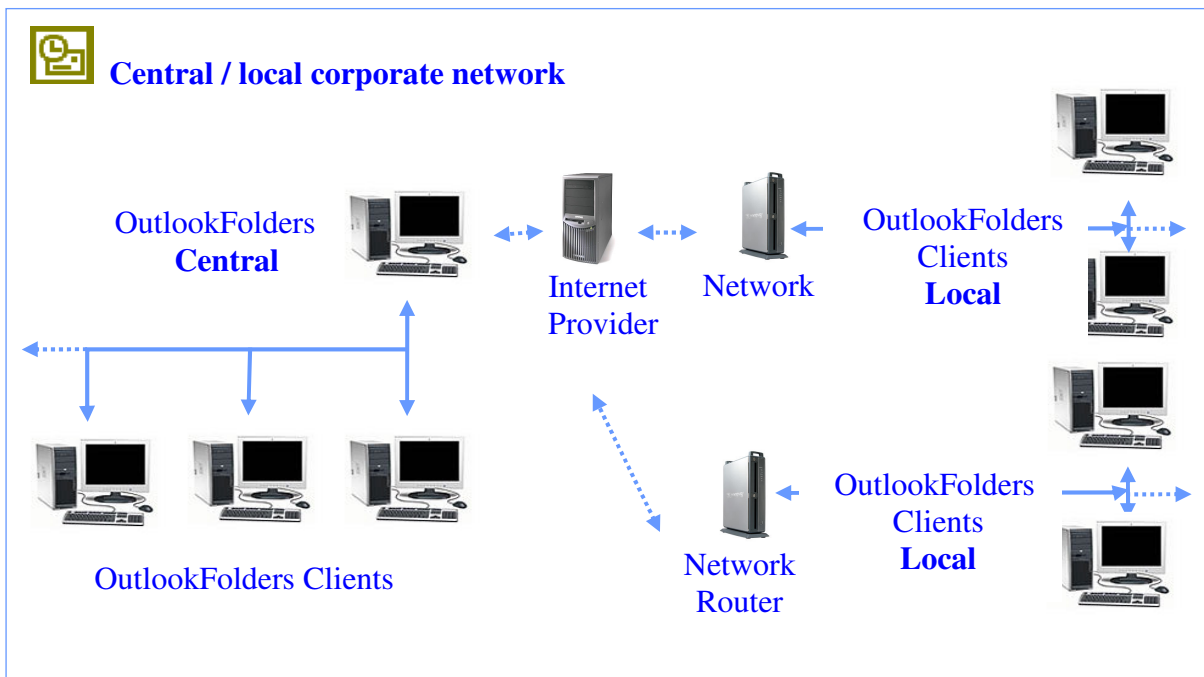 Central / local corporate network
OutlookFolders
Central
Internet
Provider
Network
OutlookFolders
Clients
Local
OutlookFolders Clients
Network
Router
OutlookFolders
Clients
Local